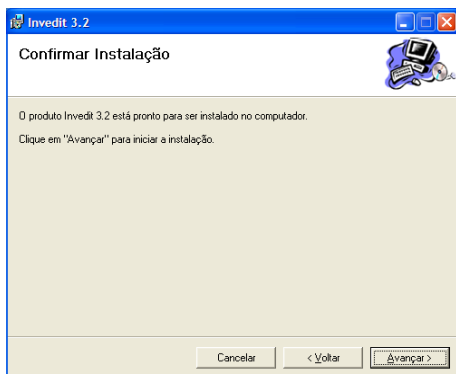 Invedit 3.2
Confirmar Instalação
O produto Invedit 3.2 está pronto para ser instalado no computador.
Clique em "Avançar" para iniciar a instalação.
Cancelar
< Voltar
Avançar >